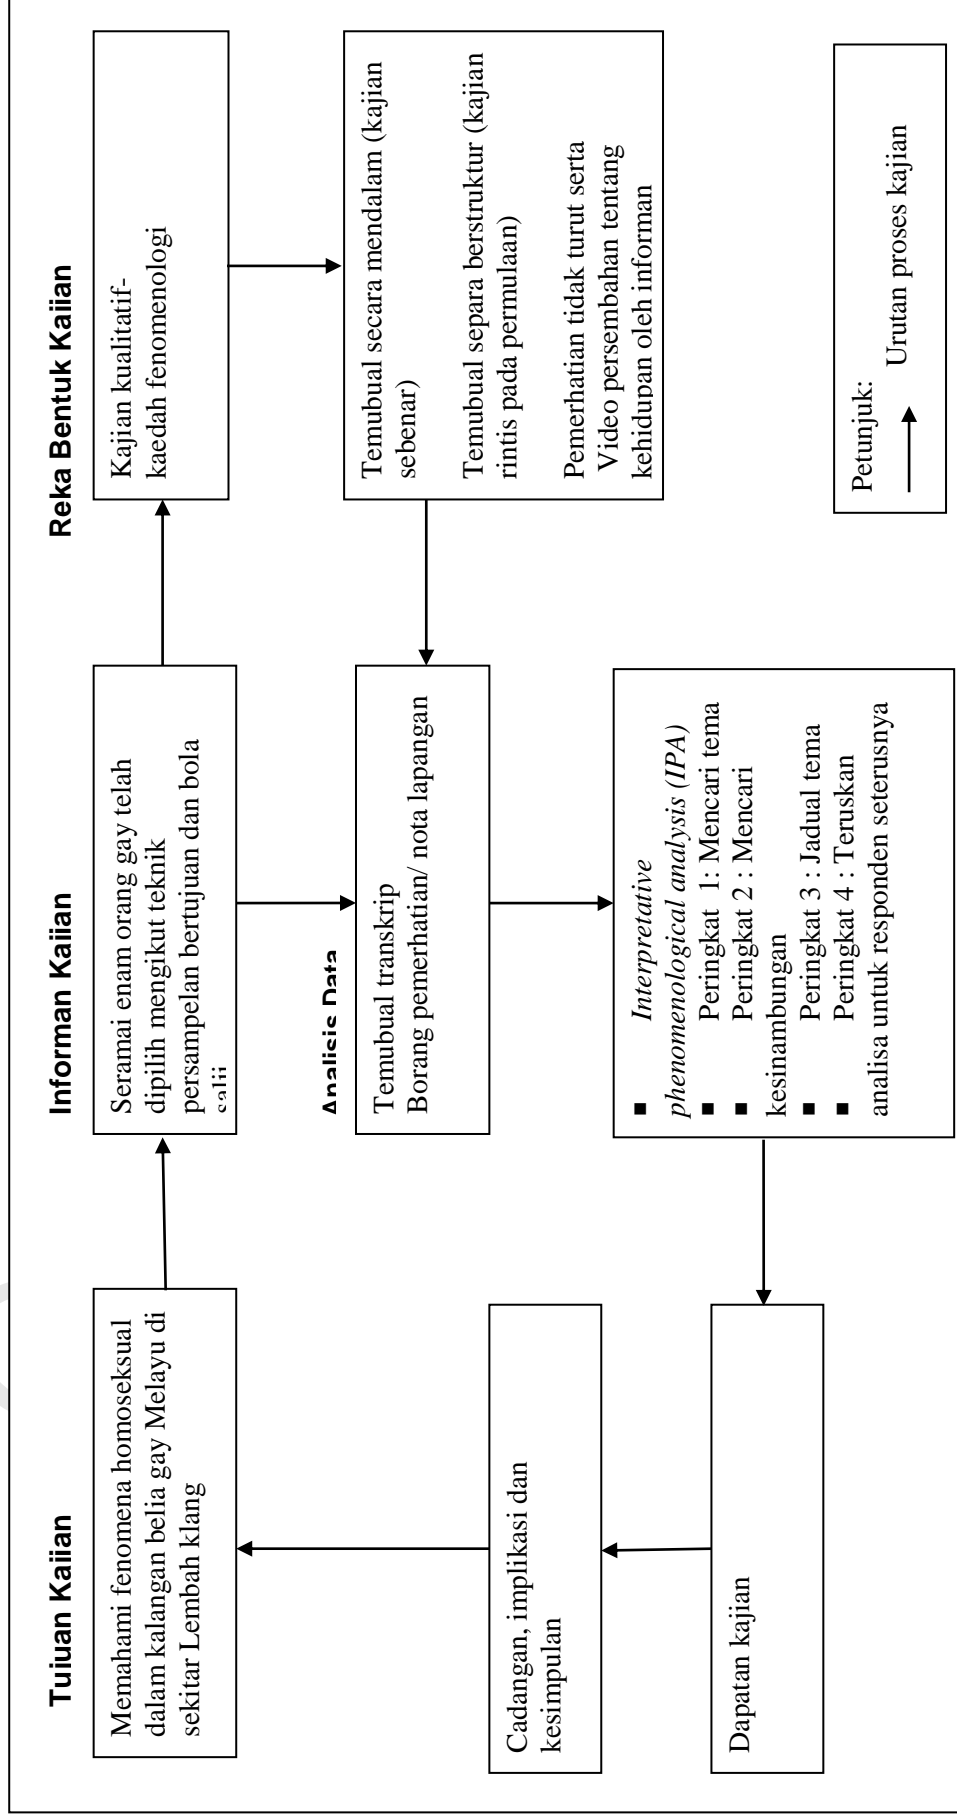 Tujuan Kajian
Memahami fenomena homoseksual
dalam kalangan belia gay Melayu di
sekitar Lembah klang
Informan Kajian
Seramai enam orang gay telah
dipilih mengikut teknik
persampelan bertujuan dan bola
salji
Reka Bentuk Kajian
Kajian kualitatif-
kaedah fenomenologi
Temubual secara mendalam (kajian
sebenar)
Temubual separa berstruktur (kajian
rintis pada permulaan)
Pemerhatian tidak turut serta
Video persembahan tentang
kehidupan oleh informan
Analisis Data
Temubual transkrip
Borang pemerhatian/ nota lapangan
■ Interpretative
phenomenological analysis (IPA)
■ Peringkat 1: Mencari tema
■ Peringkat 2 : Mencari
kesinambungan
■ Peringkat 3 : Jadual tema
■ Peringkat 4 : Teruskan
analisa untuk responden seterusnya
Dapatan kajian
Cadangan, implikasi dan
kesimpulan
Petunjuk:
Urutan proses kajian